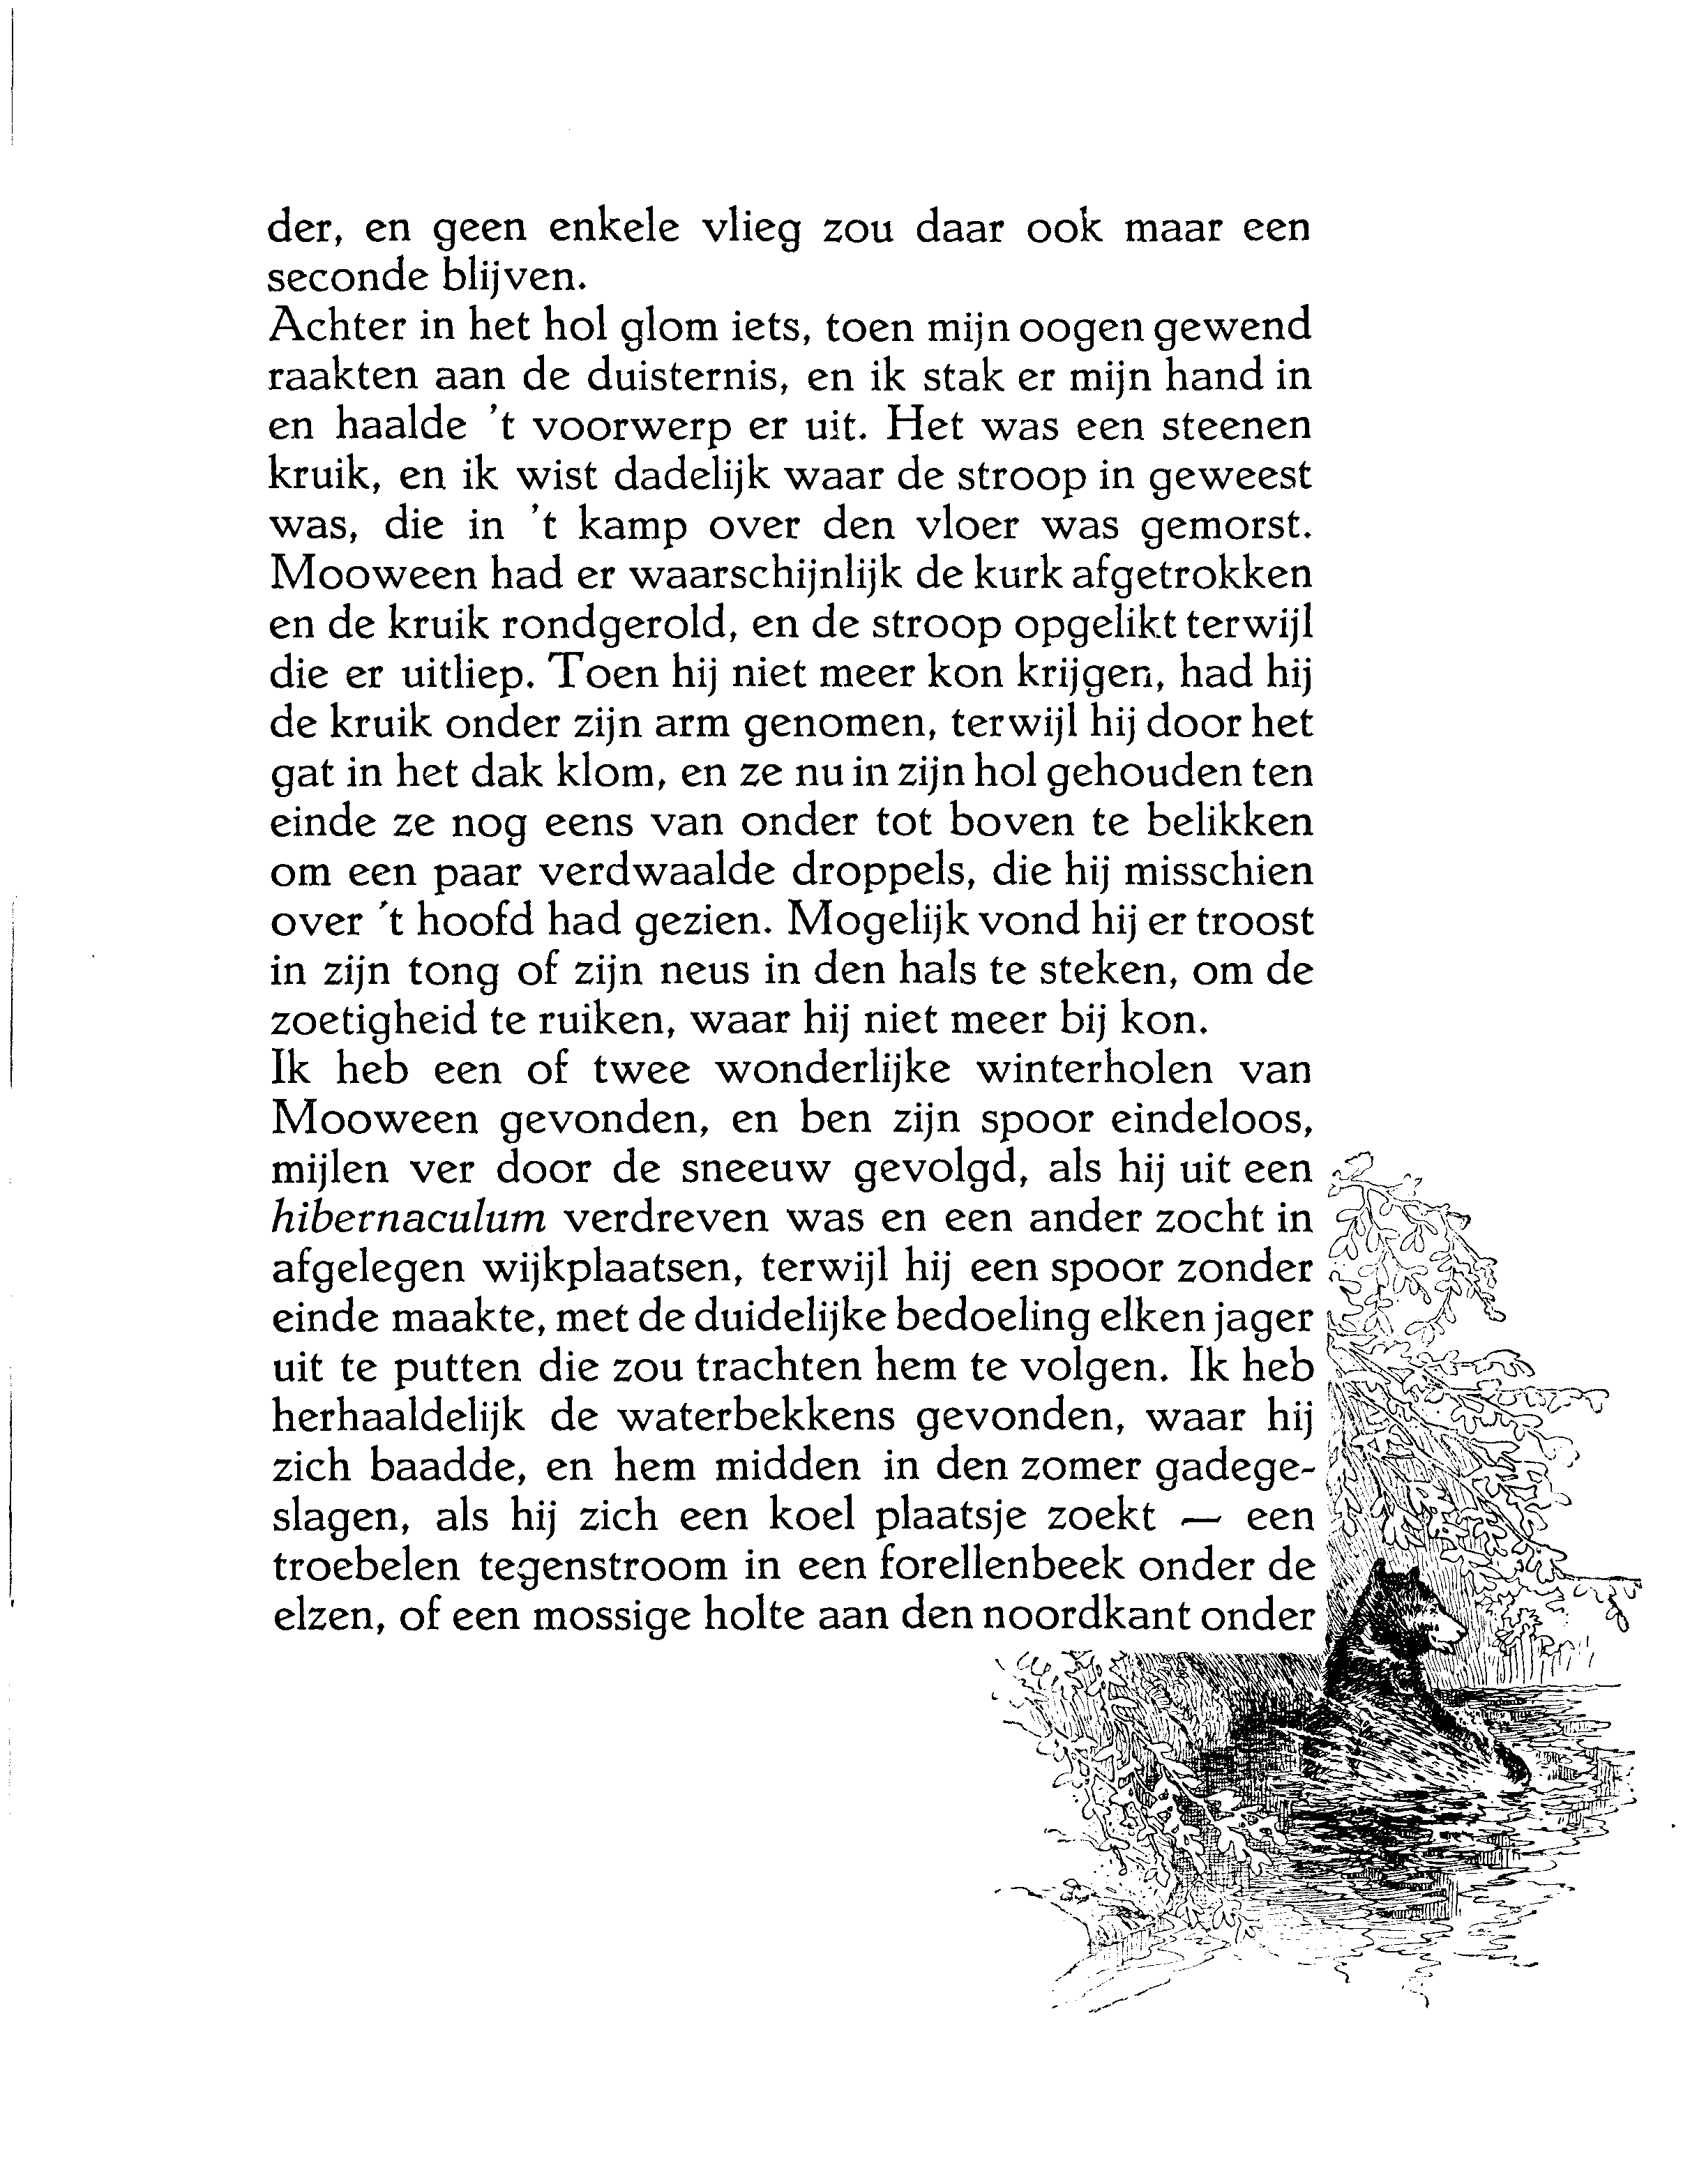 der, en geen enkele vlieg zou daar ook maar een
seconde blijven.
Achter in het hol glom iets, toen mijn oogen gewend
raakten aan de duisternis, en ik stak er mijn hand in
en haalde 't voorwerp er uit. Het was een steenen
kruik, en ik wist dadelijk waar de stroop in geweest
was, die in 't kamp over den vloer was gemorst.
Mooween had er waarschijnlijk de kurk afgetrokken
en de kruik rondgerold, en de stroop opgelikt terwijl
die er uitliep. Toen hij niet meer kon krijgen, had hij
de kruik onder zijn arm genomen, terwijl hij door het
gat in het dak klom, en ze nu in zijn hol gehouden ten
einde ze nog eens van onder tot boven te belikken
om een paar verdwaalde droppels, die hij misschien
over 't hoofd had gezien. Mogelijk vond hij er troost
in zijn tong of zijn neus in den hals te steken, om de
zoetigheid te ruiken, waar hij niet meer bij kon.
Ik heb een of twee wonderlijke winterholen van
Mooween gevonden, en ben zijn spoor eindeloos,
mijlen ver door de sneeuw gevolgd, als hij uit een
hibernaculum verdreven was en een ander zocht in
afgelegen wijkplaatsen, terwijl hij een spoor zonder
einde maakte, met de duidelijke bedoeling elken jager
uit te putten die zou trachten hem te volgen. Ik heb
herhaaldelijk de waterbekkens gevonden, waar hij
zich baadde, en hem midden in den zomer gadege-
slagen, als hij zich een koel plaatsje zoekt — een
troebelen tegenstroom in een forellenbeek onder de
elzen, of een mossige holte aan den noordkant onder